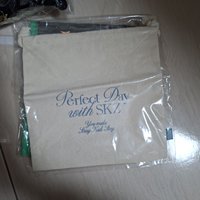 Perfect Day
with SKZ
You make
Stray Kids Stay